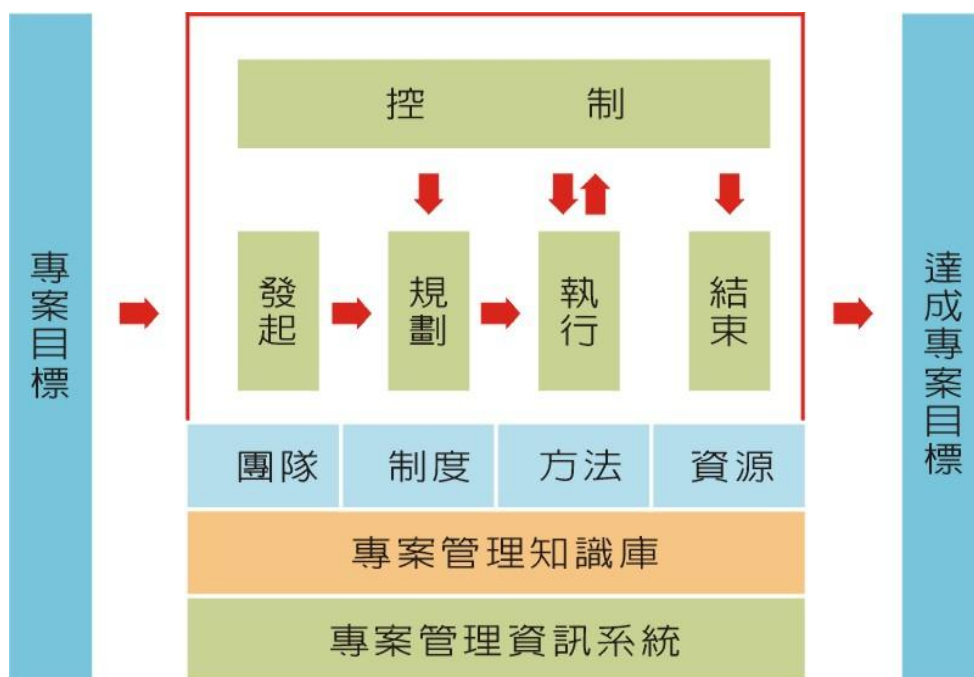 專案目標
控制
發起
規劃
執行
結束
團隊
制度
方法
資源
專案管理知識庫
專案管理資訊系統
達成專案目標